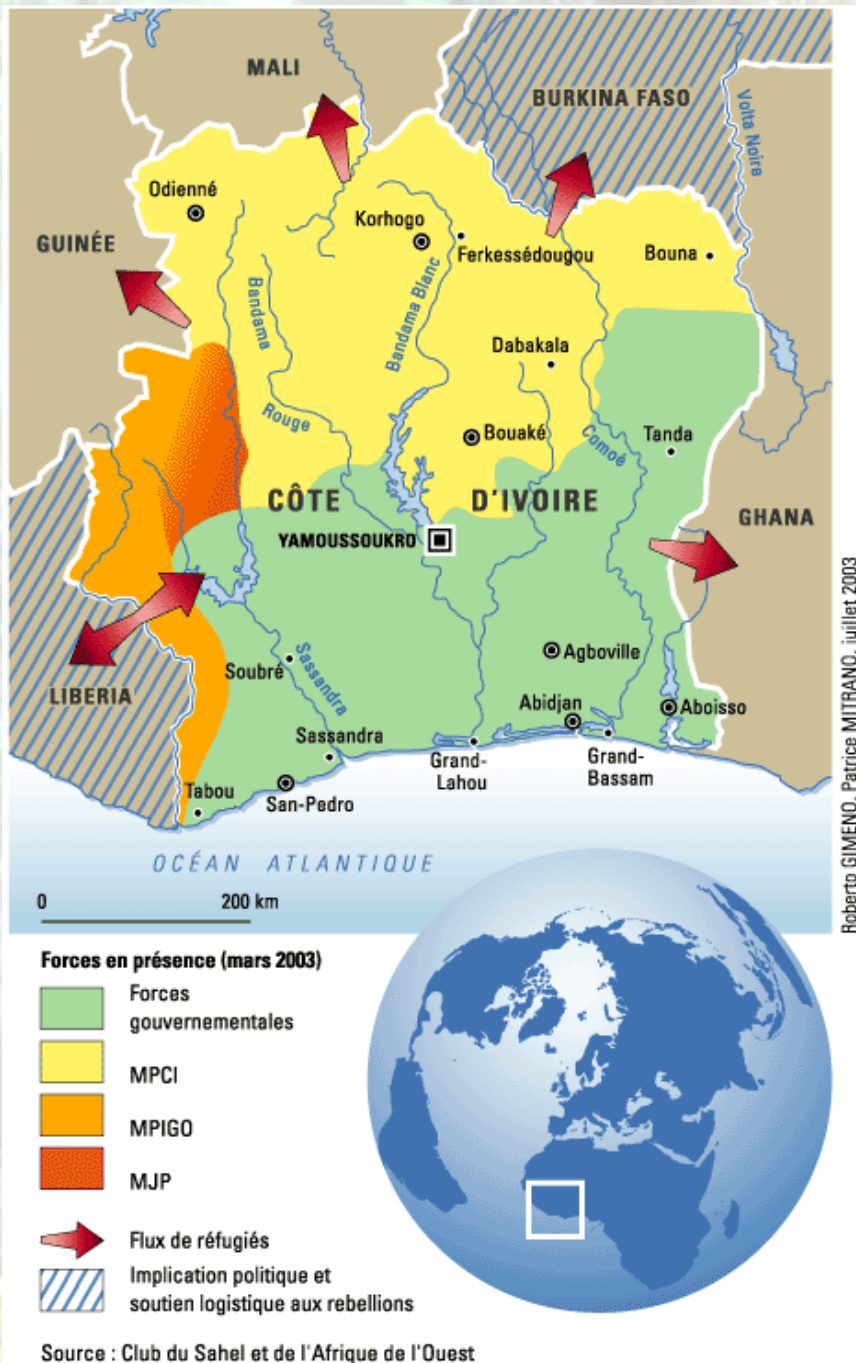 MALI
BURKINA FASO
Volta Noire
Odienné
Korhogo
Ferkessédougou
Bouna
GUINÉE
Bandama
Bandama Blanc
Dabakala
Rouge
Bouaké
Comoé
Tanda
CÔTE D'IVOIRE
GHANA
YAMOUSSOUKRO
Agboville
Soubré
Sassandra
LIBERIA
Abidjan
Aboisso
Sassandra
Grand-
Lahou
Grand-
Bassam
Tabou
San-Pedro
OCÉAN ATLANTIQUE
0 200 km
Roberto GIMENO, Patrice MITRANO, juillet 2003
Forces en présence (mars 2003)
Forces
gouvernementales
MPCI
MPIGO
MJP
Flux de réfugiés
Implication politique et
soutien logistique aux rebellions
Source : Club du Sahel et de l'Afrique de l'Ouest